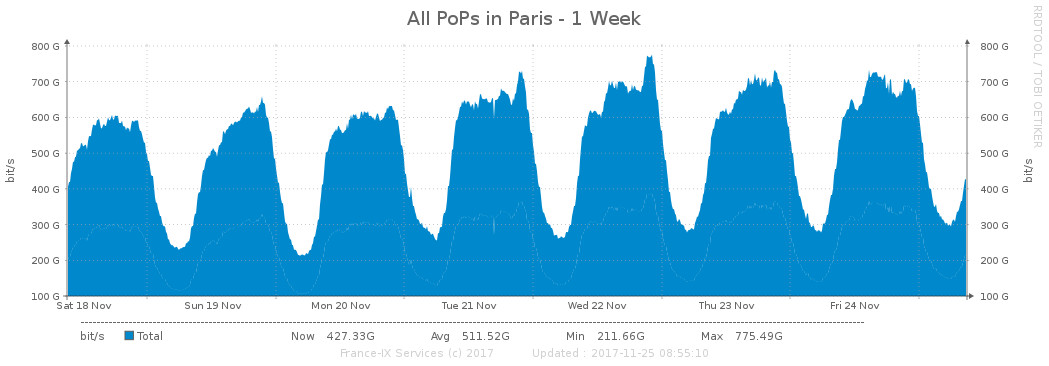 All PoPs in Paris - 1 Week
RRDTOOL / TOBI OETIKER
800 G 800 G
700 G 700 G
600 G 600 G
500 G 500 G
400 G 400 G
300 G 300 G
200 G 200 G
100 G 100 G
bit/s bit/s
Sat 18 Nov Sun 19 Nov Mon 20 Nov Tue 21 Nov Wed 22 Nov Thu 23 Nov Fri 24 Nov
bit/s Total Now 427.33G Avg 511.52G Min 211.66G Max 775.49G
France-IX Services (c) 2017 Updated : 2017-11-25 08:55:10